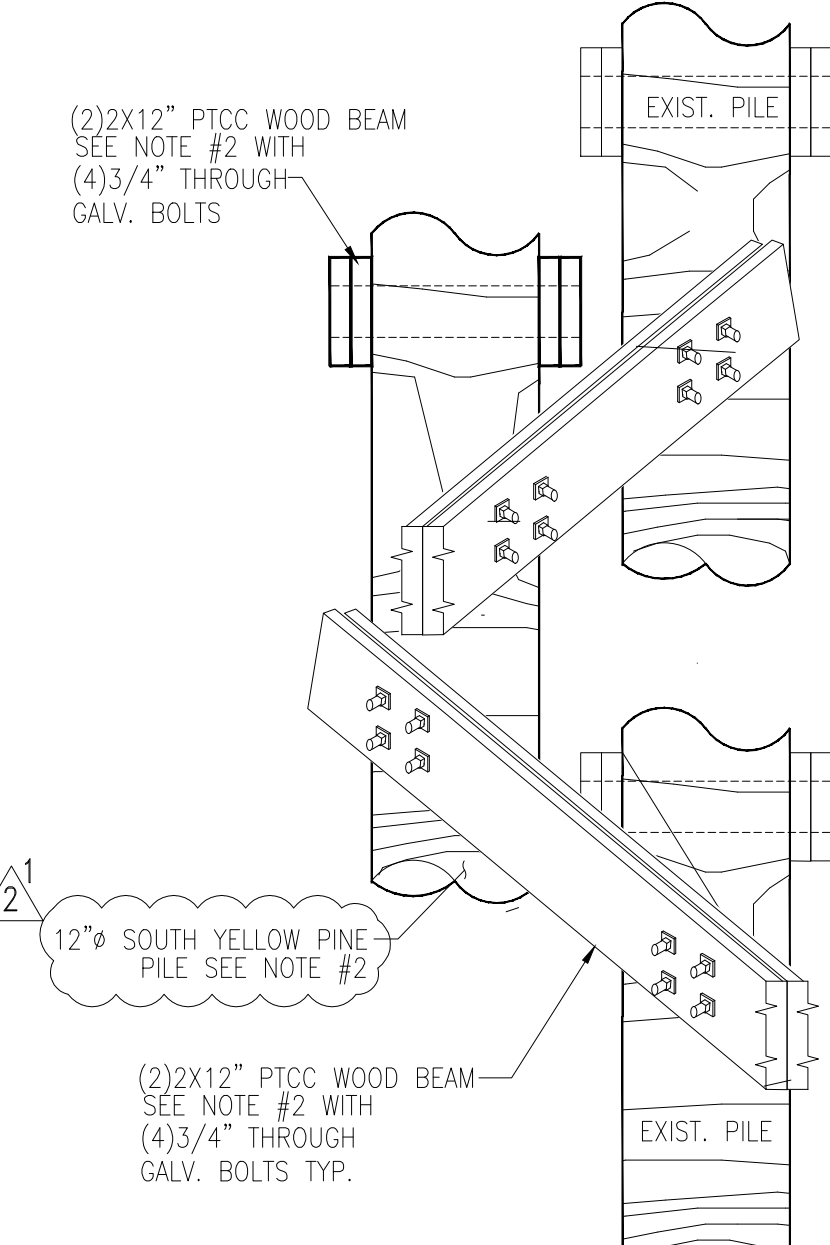 EXIST. PILE
(2)2X12" PTCC WOOD BEAM
SEE NOTE #2 WITH
(4)3/4" THROUGH
GALV. BOLTS
1
2
12"ø SOUTH YELLOW PINE
PILE SEE NOTE #2
(2)2X12" PTCC WOOD BEAM
SEE NOTE #2 WITH
(4)3/4" THROUGH
GALV. BOLTS TYP.
EXIST. PILE